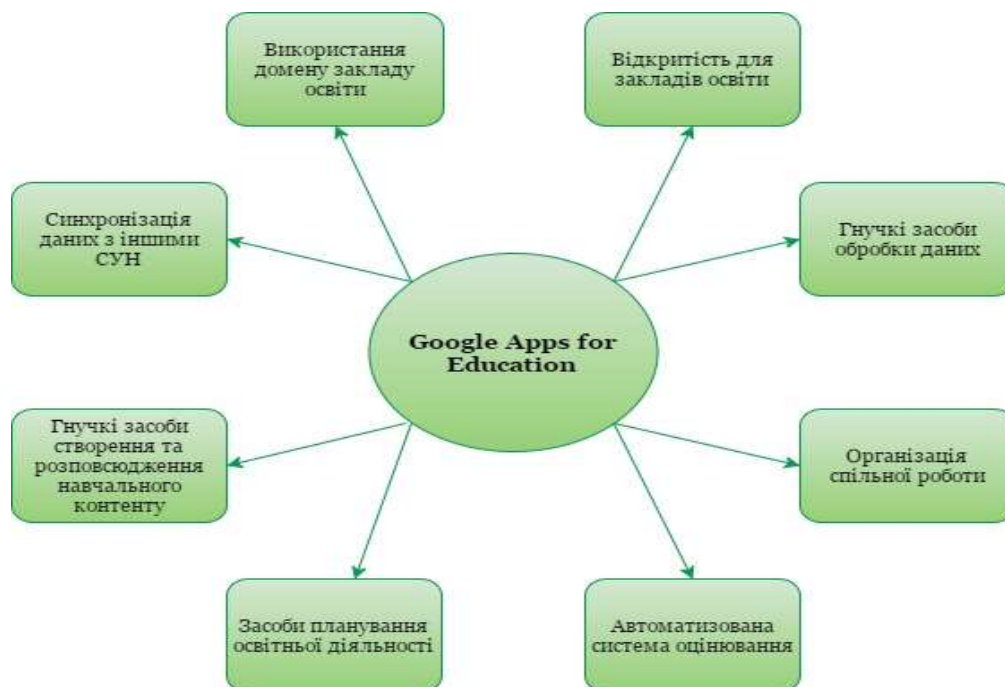 Використання
домену закладу
освіти
Відкритість для
закладів освіти
Синхронізація
даних з іншими
СУН
Гнучкі засоби
обробки даних
Google Apps for
Education
Гнучкі засоби
створення та
розповсюдження
навчального
контенту
Організація
спільної роботи
Засоби планування
освітньої діяльності
Автоматизована
система оцінювання